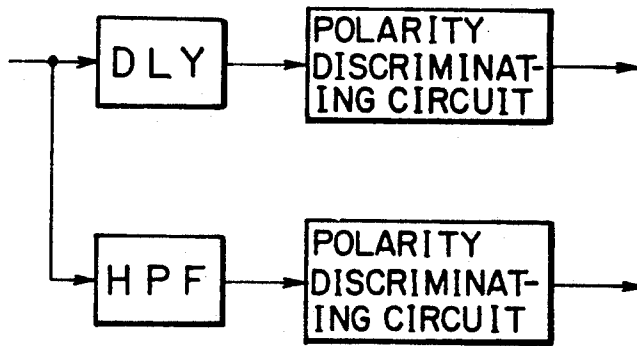 DLY
POLARITY
DISCRIMINAT-
ING CIRCUIT
HPF
POLARITY
DISCRIMINAT-
ING CIRCUIT